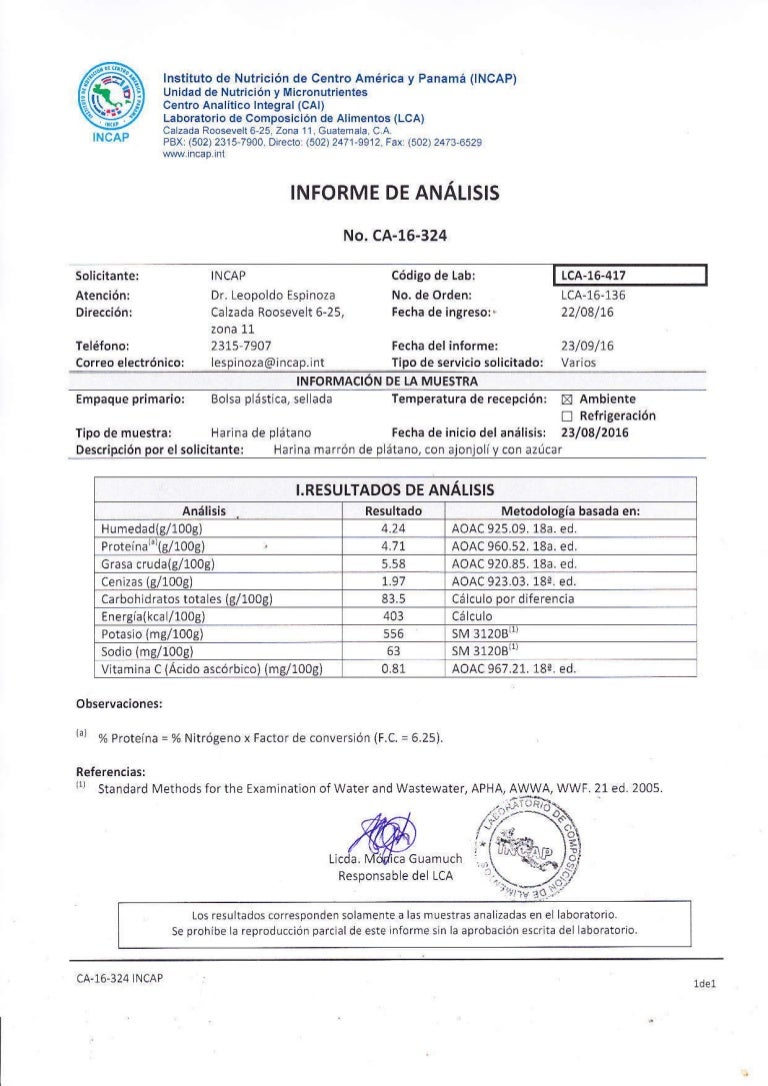 Instituto de Nutrición de Centro América y Panamá (INCAP)
Unidad de Nutrición y Micronutrientes
Centro Analítico Integral (CAI)
Laboratorio de Composición de Alimentos (LCA)
Calzada Roosevelt 6-25, Zona 11, Guatemala, C.A.
PBX: (502) 2315-7900, Directo: (502) 2471-9912, Fax: (502) 2473-6529
www.incap.int
INCAP
INFORME DE ANÁLISIS
No. CA-16-324
Solicitante: INCAP Código de Lab: LCA-16-417
Atención: Dr. Leopoldo Espinoza No. de Orden: LCA-16-136
Dirección: Calzada Roosevelt 6-25, Fecha de ingreso: 22/08/16
zona 11
Teléfono: 2315-7907 Fecha del informe: 23/09/16
Correo electrónico: lespinoza@incap.int Tipo de servicio solicitado: Varios
INFORMACIÓN DE LA MUESTRA
Empaque primario: Bolsa plástica, sellada Temperatura de recepción: ☒ Ambiente
☐ Refrigeración
Tipo de muestra: Harina de plátano Fecha de inicio del análisis: 23/08/2016
Descripción por el solicitante: Harina marrón de plátano, con ajonjolí y con azúcar
I.RESULTADOS DE ANÁLISIS
Análisis Resultado Metodología basada en:
Humedad(g/100g) 4.24 AOAC 925.09. 18a. ed.
Proteína(a)(g/100g) 4.71 AOAC 960.52. 18a. ed.
Grasa cruda(g/100g) 5.58 AOAC 920.85. 18a. ed.
Cenizas (g/100g) 1.97 AOAC 923.03. 18ª. ed.
Carbohidratos totales (g/100g) 83.5 Cálculo por diferencia
Energía(kcal/100g) 403 Cálculo
Potasio (mg/100g) 556 SM 3120B(1)
Sodio (mg/100g) 63 SM 3120B(1)
Vitamina C (Ácido ascórbico) (mg/100g) 0.81 AOAC 967.21. 18ª. ed.
Observaciones:
(a) % Proteína = % Nitrógeno x Factor de conversión (F.C. = 6.25).
Referencias:
(1) Standard Methods for the Examination of Water and Wastewater, APHA, AWWA, WWF. 21 ed. 2005.
LABORATORIO DE COMPOSICION DE ALIMENTOS
INCAP
Licda. Mónica Guamuch
Responsable del LCA
Los resultados corresponden solamente a las muestras analizadas en el laboratorio.
Se prohibe la reproducción parcial de este informe sin la aprobación escrita del laboratorio.
CA-16-324 INCAP
1de1